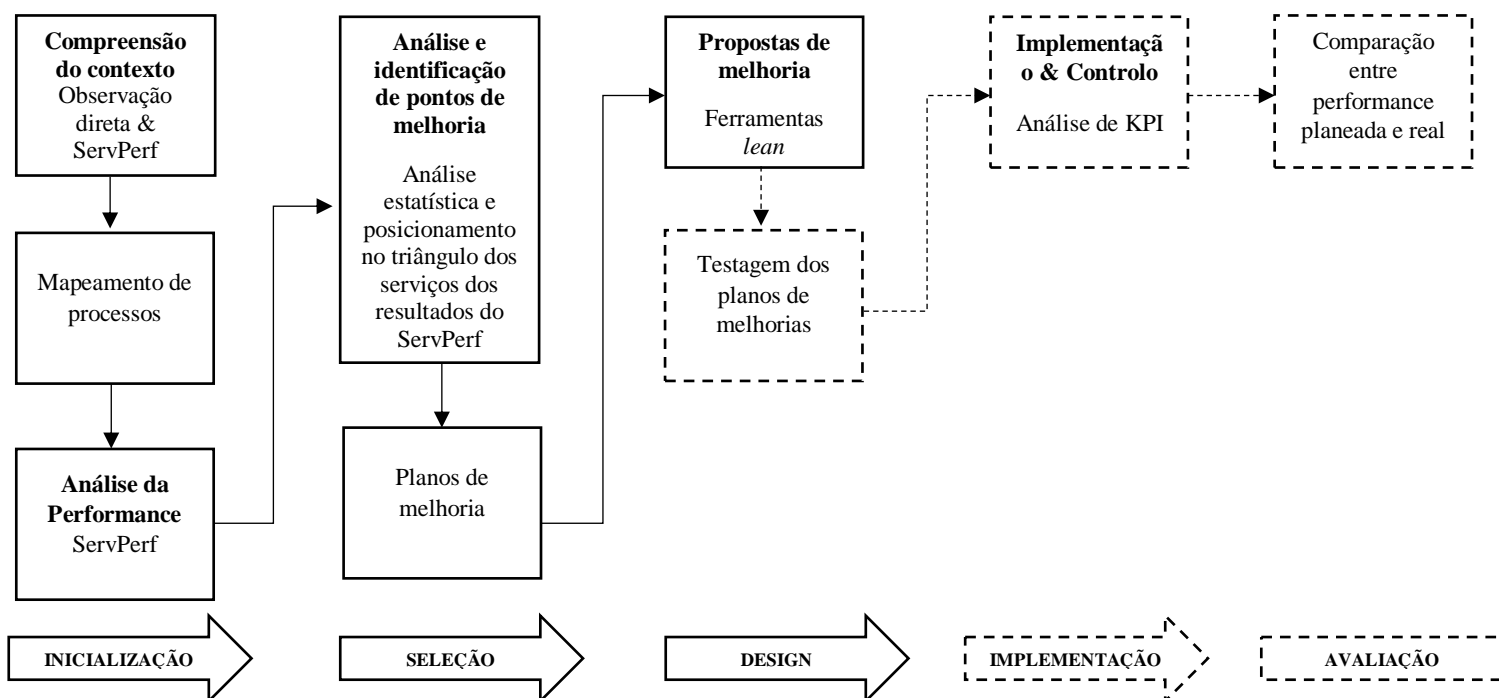 Compreensão
do contexto
Observação
direta &
ServPerf
Mapeamento de
processos
Análise da
Performance
ServPerf
Análise e
identificação
de pontos de
melhoria
Análise
estatística e
posicionamento
no triângulo dos
serviços dos
resultados do
ServPerf
Planos de
melhoria
Propostas de
melhoria
Ferramentas
lean
Testagem dos
planos de
melhorias
Implementaçã
o & Controlo
Análise de KPI
Comparação
entre
performance
planeada e real
INICIALIZAÇÃO
SELEÇÃO
DESIGN
IMPLEMENTAÇÃO
AVALIAÇÃO